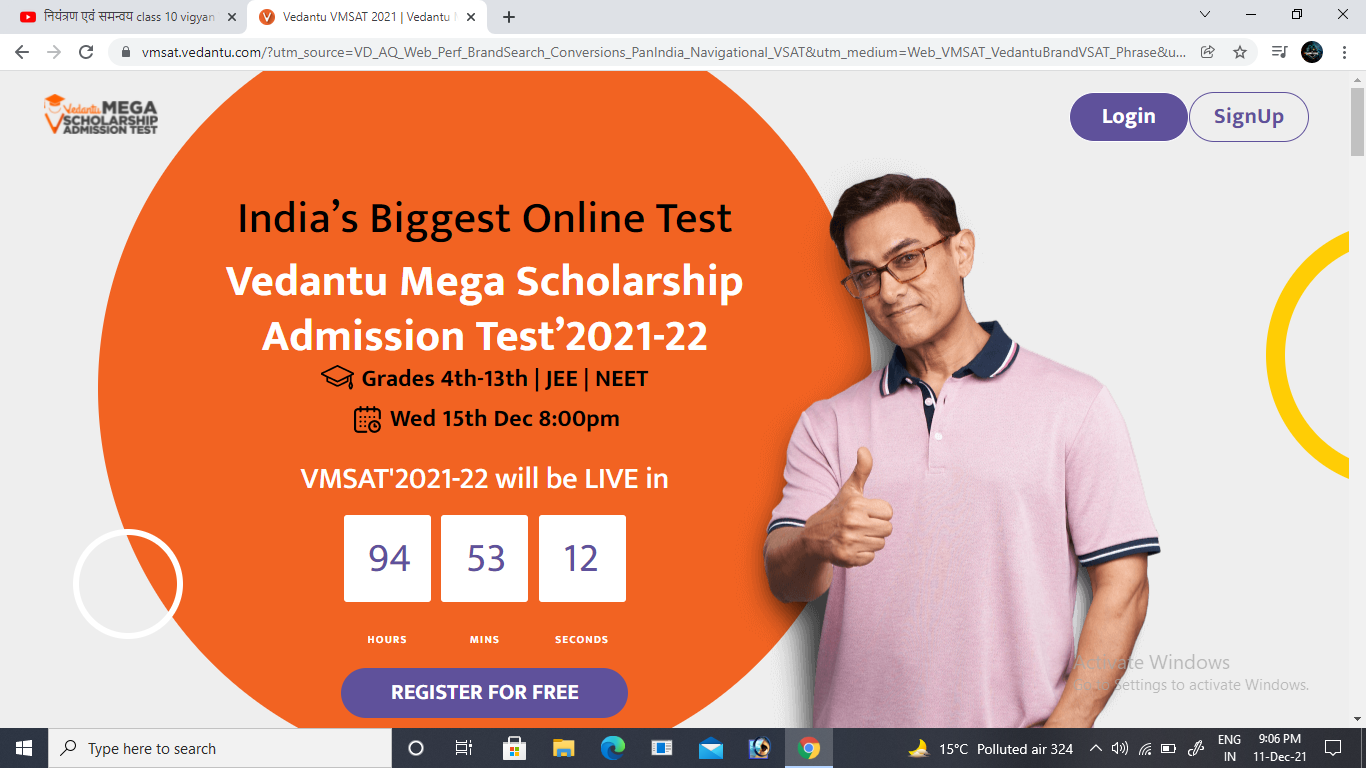 नियंत्रण एवं समन्वय class 10 vigyan
Vedantu VMSAT 2021 | Vedantu
vmsat.vedantu.com/?utm_source=VD_AQ_Web_Perf_BrandSearch_Conversions_PanIndia_Navigational_VSAT&utm_medium=Web_VMSAT_VedantuBrandVSAT_Phrase&u...
Vedantu MEGA
SCHOLARSHIP
ADMISSION TEST
Login
SignUp
India's Biggest Online Test
Vedantu Mega Scholarship
Admission Test'2021-22
Grades 4th-13th | JEE | NEET
Wed 15th Dec 8:00pm
VMSAT'2021-22 will be LIVE in
94 53 12
HOURS MINS SECONDS
REGISTER FOR FREE
Activate Windows
Settings to activate Windows.
Type here to search
15°C Polluted air 324
ENG
IN
9:06 PM
11-Dec-21